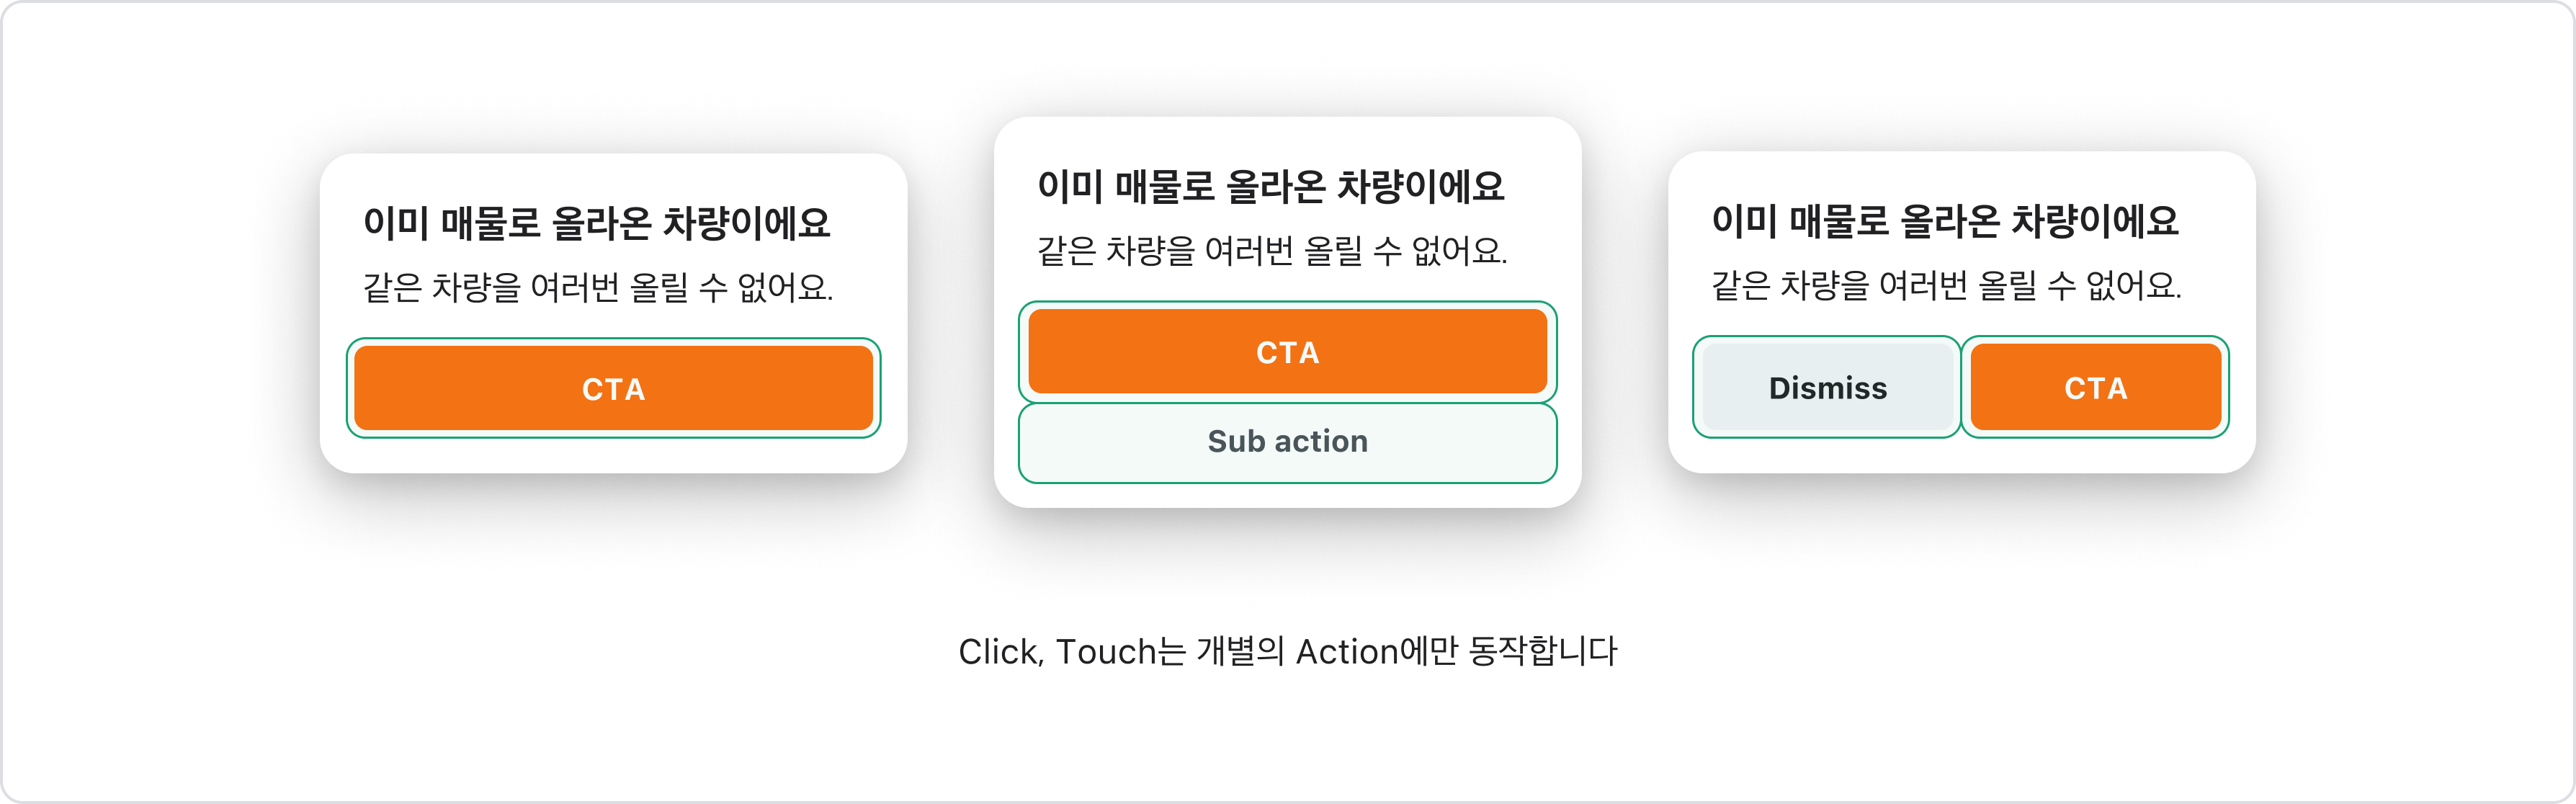 이미 매물로 올라온 차량이에요
같은 차량을 여러번 올릴 수 없어요.
CTA
이미 매물로 올라온 차량이에요
같은 차량을 여러번 올릴 수 없어요.
CTA
Sub action
이미 매물로 올라온 차량이에요
같은 차량을 여러번 올릴 수 없어요.
Dismiss
CTA
Click, Touch는 개별의 Action에만 동작합니다